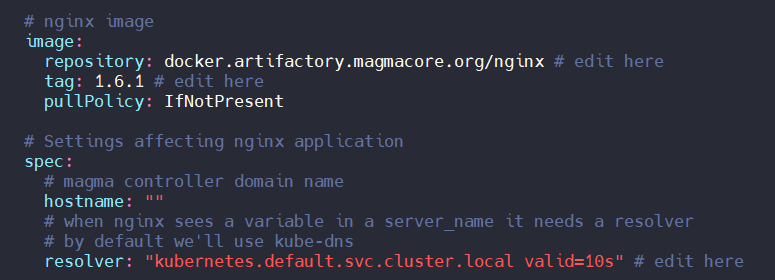 # nginx image
image:
  repository: docker.artifactory.magmacore.org/nginx # edit here
  tag: 1.6.1 # edit here
  pullPolicy: IfNotPresent

# Settings affecting nginx application
spec:
  # magma controller domain name
  hostname: ""
  # when nginx sees a variable in a server_name it needs a resolver
  # by default we'll use kube-dns
  resolver: "kubernetes.default.svc.cluster.local valid=10s" # edit here